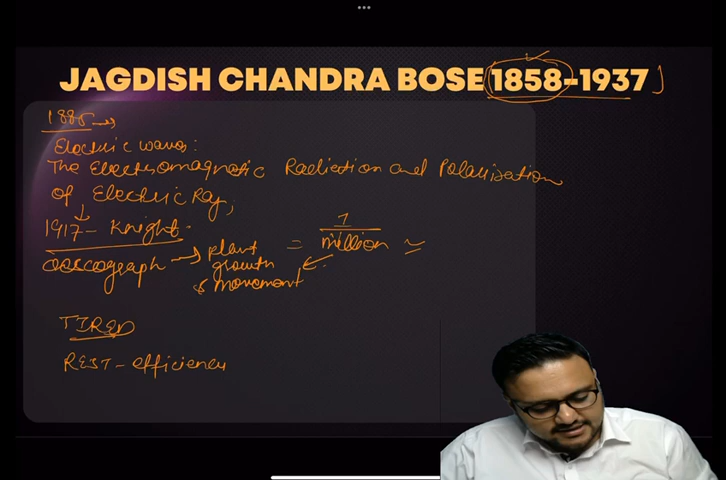 JAGDISH CHANDRA BOSE 1858-1937
1885 →
Electric waves:
The Electromagnetic Radiation and Polarisation
of Electric Ray;
1917 - Knight.
→ plant growth & movement = 1/million ≃
TIRED
REST - efficiency